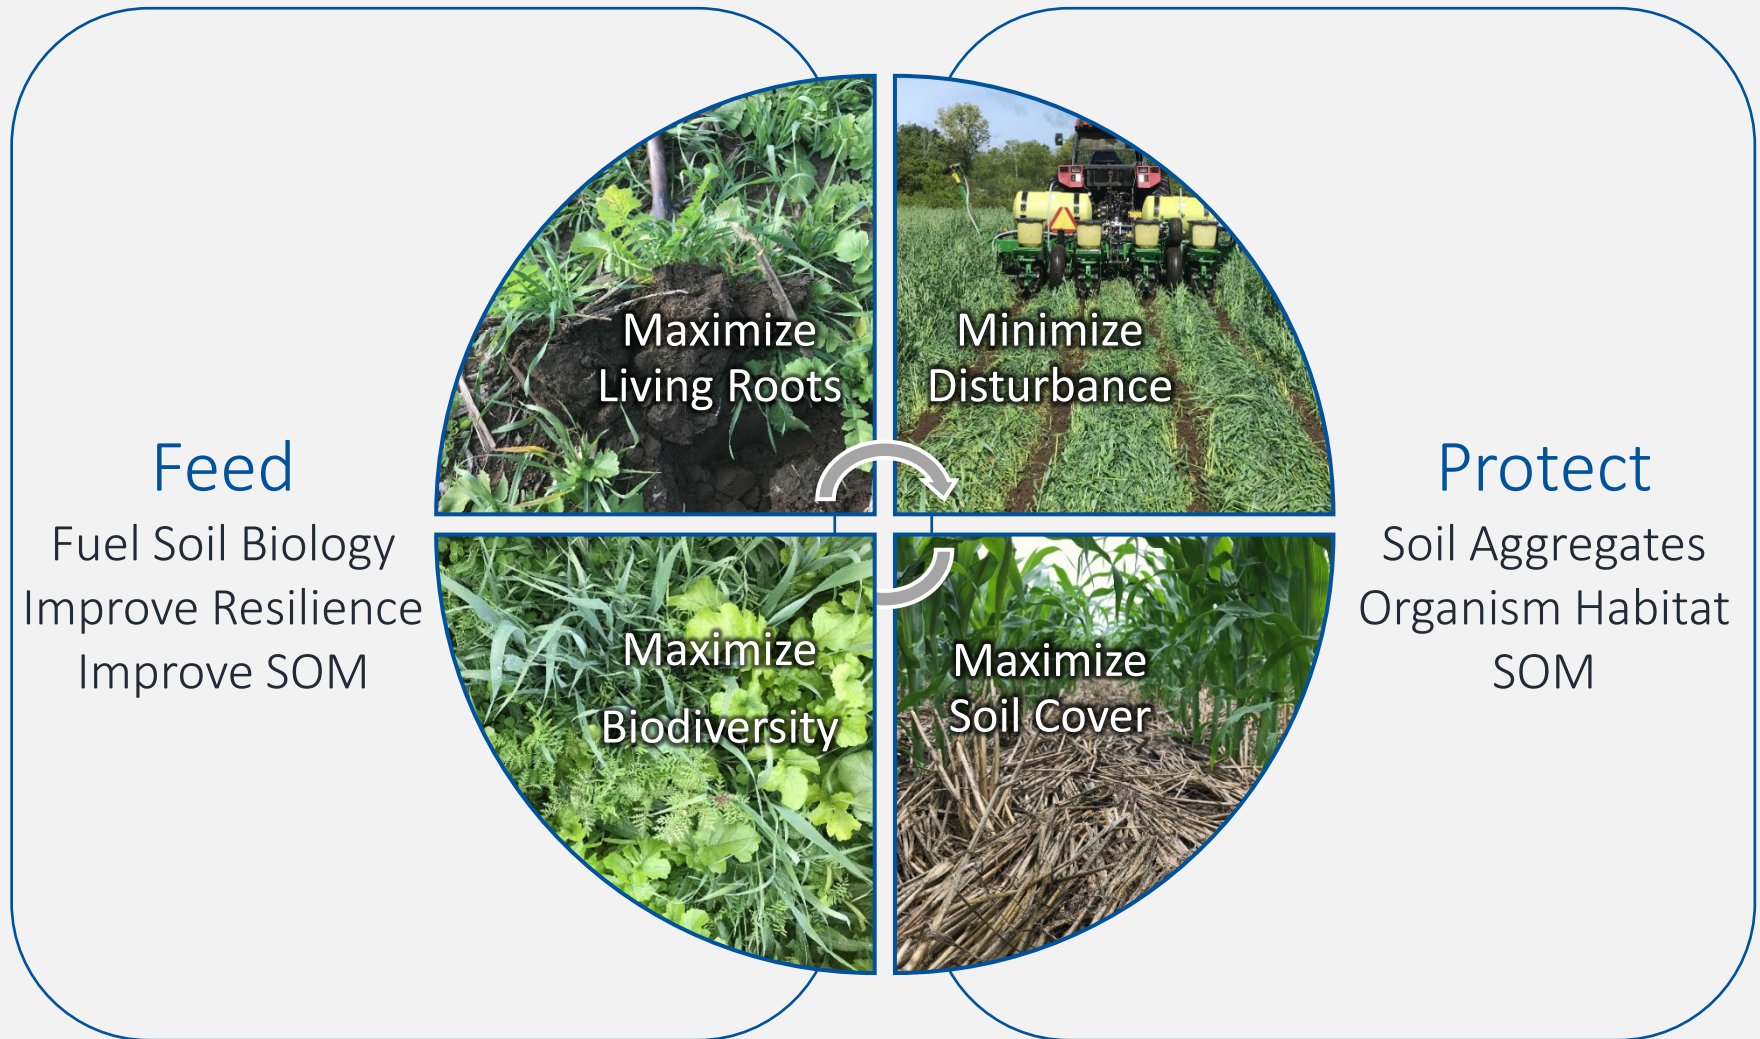 Feed
Fuel Soil Biology
Improve Resilience
Improve SOM
Maximize
Living Roots
Minimize
Disturbance
Maximize
Biodiversity
Maximize
Soil Cover
Protect
Soil Aggregates
Organism Habitat
SOM